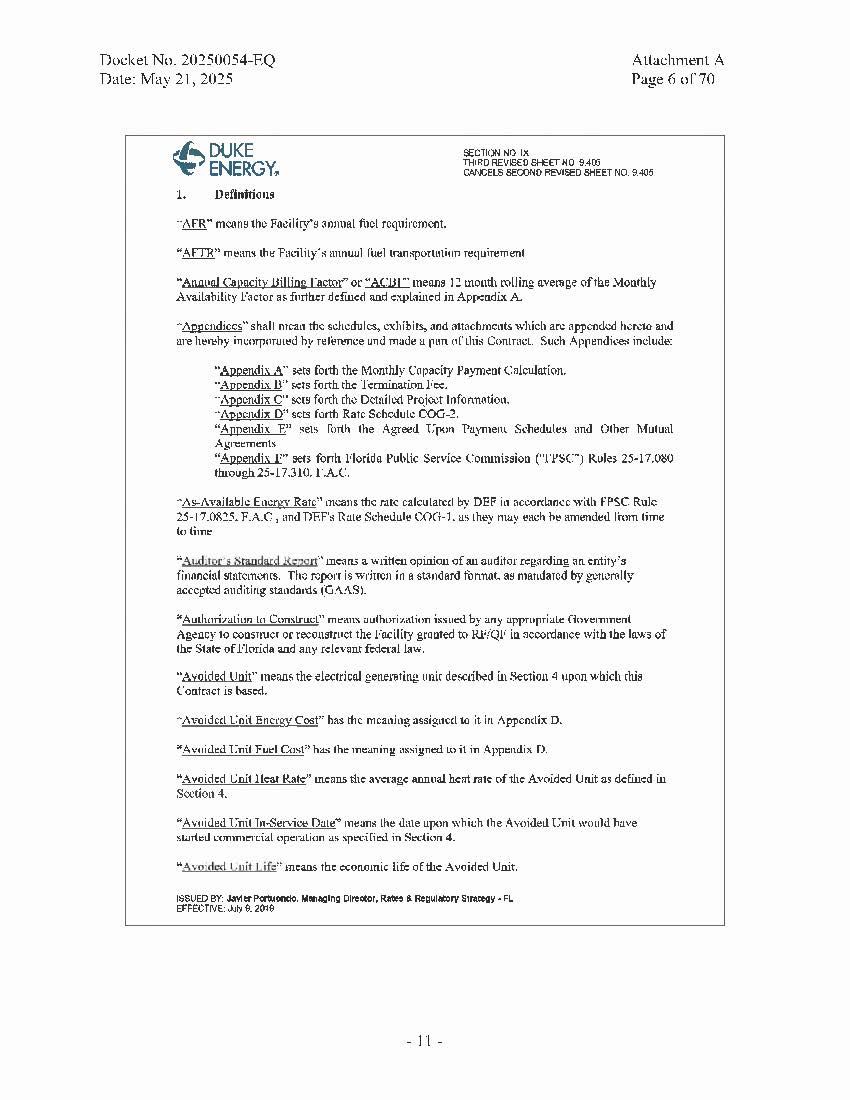 Docket No. 20250054-EQ
Date: May 21, 2025
Attachment A
Page 6 of 70
DUKE
ENERGY®
SECTION NO. IX
THIRD REVISED SHEET NO. 9.405
CANCELS SECOND REVISED SHEET NO. 9.405
1. Definitions
“AFR” means the Facility’s annual fuel requirement.
“AFTR” means the Facility’s annual fuel transportation requirement.
“Annual Capacity Billing Factor” or “ACBF” means 12 month rolling average of the Monthly
Availability Factor as further defined and explained in Appendix A.
“Appendices” shall mean the schedules, exhibits, and attachments which are appended hereto and
are hereby incorporated by reference and made a part of this Contract. Such Appendices include:
“Appendix A” sets forth the Monthly Capacity Payment Calculation.
“Appendix B” sets forth the Termination Fee.
“Appendix C” sets forth the Detailed Project Information.
“Appendix D” sets forth Rate Schedule COG-2.
“Appendix E” sets forth the Agreed Upon Payment Schedules and Other Mutual
Agreements
“Appendix F” sets forth Florida Public Service Commission (“FPSC”) Rules 25-17.080
through 25-17.310, F.A.C.
“As-Available Energy Rate” means the rate calculated by DEF in accordance with FPSC Rule
25-17.0825, F.A.C., and DEF’s Rate Schedule COG-1, as they may each be amended from time
to time
“Auditor’s Standard Report” means a written opinion of an auditor regarding an entity’s
financial statements. The report is written in a standard format, as mandated by generally
accepted auditing standards (GAAS).
“Authorization to Construct” means authorization issued by any appropriate Government
Agency to construct or reconstruct the Facility granted to RF/QF in accordance with the laws of
the State of Florida and any relevant federal law.
“Avoided Unit” means the electrical generating unit described in Section 4 upon which this
Contract is based.
“Avoided Unit Energy Cost” has the meaning assigned to it in Appendix D.
“Avoided Unit Fuel Cost” has the meaning assigned to it in Appendix D.
“Avoided Unit Heat Rate” means the average annual heat rate of the Avoided Unit as defined in
Section 4.
“Avoided Unit In-Service Date” means the date upon which the Avoided Unit would have
started commercial operation as specified in Section 4.
“Avoided Unit Life” means the economic life of the Avoided Unit.
ISSUED BY: Javier Portuondo, Managing Director, Rates & Regulatory Strategy - FL
EFFECTIVE: July 9, 2019
- 11 -